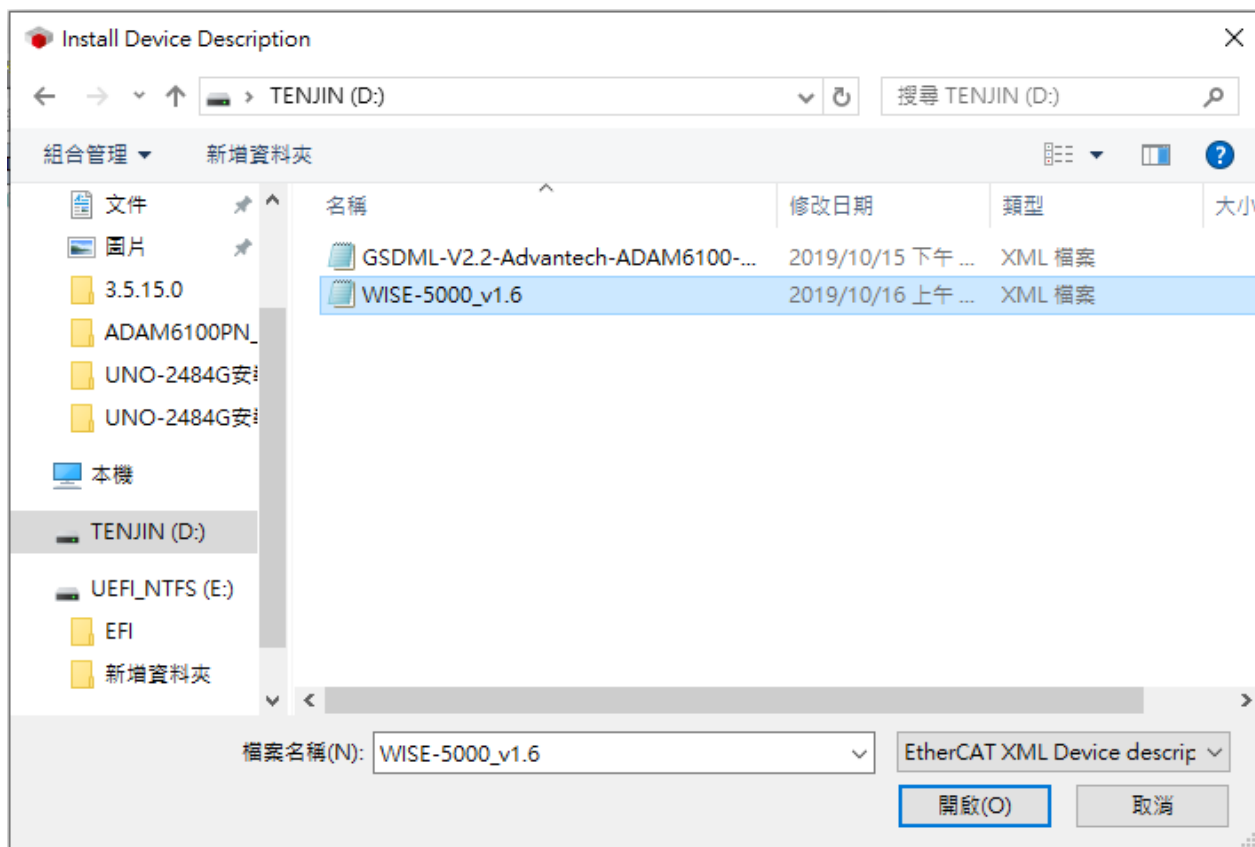 Install Device Description
TENJIN (D:)
搜尋 TENJIN (D:)
組合管理
新增資料夾
文件
圖片
3.5.15.0
ADAM6100PN_
UNO-2484G安
UNO-2484G安
本機
TENJIN (D:)
UEFI_NTFS (E:)
EFI
新增資料夾
名稱 修改日期 類型 大小
GSDML-V2.2-Advantech-ADAM6100-... 2019/10/15 下午 ... XML 檔案
WISE-5000_v1.6 2019/10/16 上午 ... XML 檔案
檔案名稱(N): WISE-5000_v1.6 EtherCAT XML Device descrip
開啟(O) 取消